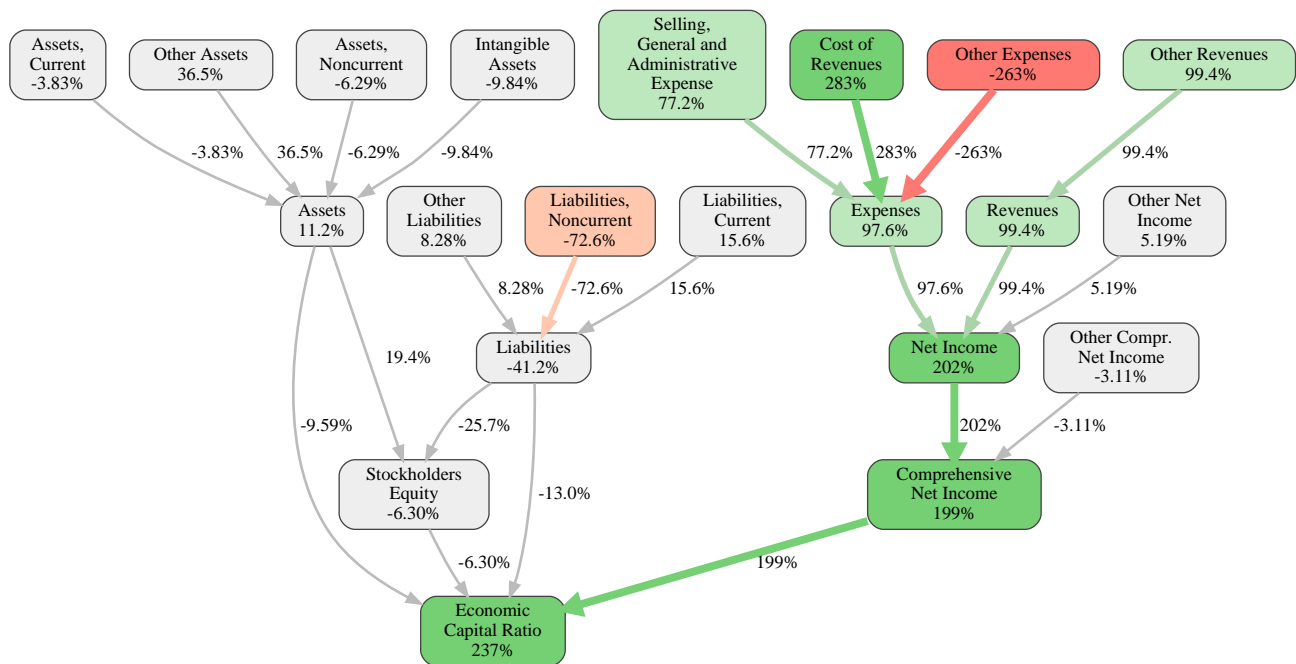 Assets,
Current
-3.83%
Other Assets
36.5%
Assets,
Noncurrent
-6.29%
Intangible
Assets
-9.84%
Selling,
General and
Administrative
Expense
77.2%
Cost of
Revenues
283%
Other Expenses
-263%
Other Revenues
99.4%
-3.83%
36.5%
-6.29%
-9.84%
77.2%
283%
-263%
99.4%
Assets
11.2%
Other
Liabilities
8.28%
Liabilities,
Noncurrent
-72.6%
Liabilities,
Current
15.6%
Expenses
97.6%
Revenues
99.4%
Other Net
Income
5.19%
8.28%
-72.6%
15.6%
97.6%
99.4%
5.19%
19.4%
Liabilities
-41.2%
Net Income
202%
Other Compr.
Net Income
-3.11%
-9.59%
-25.7%
202%
-3.11%
Stockholders
Equity
-6.30%
-13.0%
Comprehensive
Net Income
199%
-6.30%
199%
Economic
Capital Ratio
237%